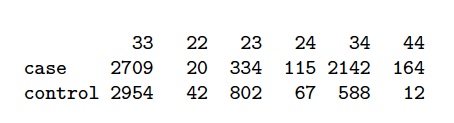 33 22 23 24 34 44
case 2709 20 334 115 2142 164
control 2954 42 802 67 588 12